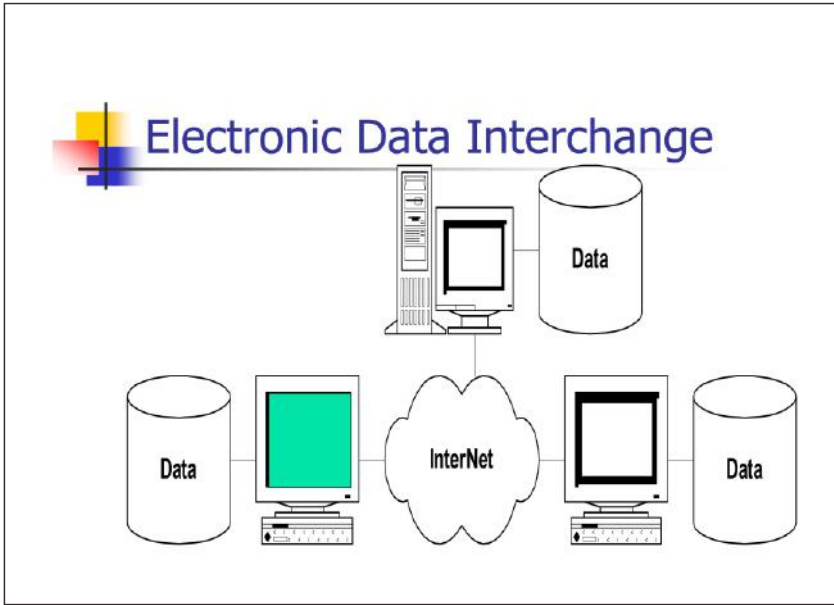 Electronic Data Interchange
Data
Data
InterNet
Data